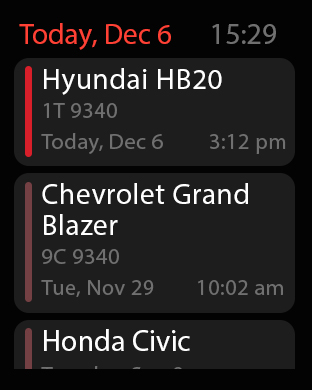 Today, Dec 6 15:29
Hyundai HB20
1T 9340
Today, Dec 6 3:12 pm
Chevrolet Grand
Blazer
9C 9340
Tue, Nov 29 10:02 am
Honda Civic